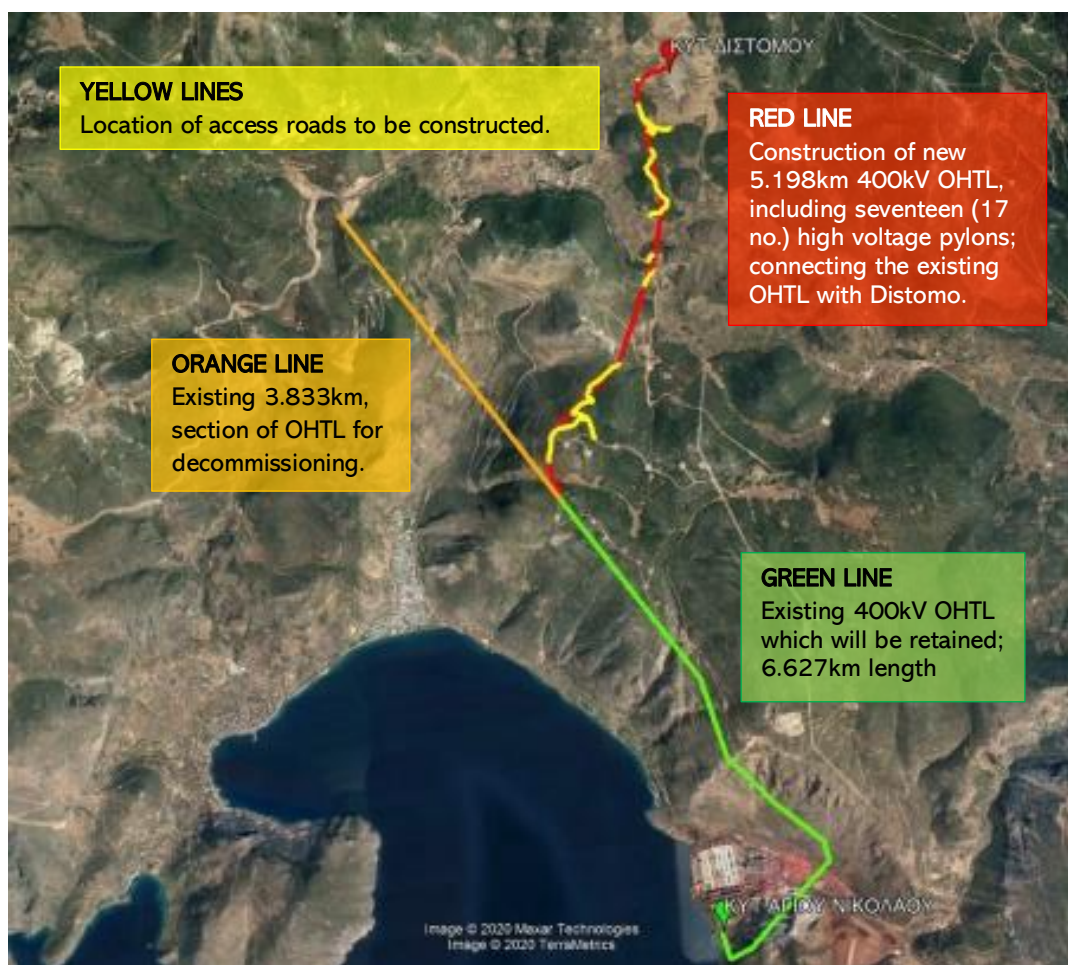 ΚΥΤ ΔΙΣΤΟΜΟΥ
YELLOW LINES
Location of access roads to be constructed.
RED LINE
Construction of new
5.198km 400kV OHTL,
including seventeen (17
no.) high voltage pylons;
connecting the existing
OHTL with Distomo.
ORANGE LINE
Existing 3.833km,
section of OHTL for
decommissioning.
GREEN LINE
Existing 400kV OHTL
which will be retained;
6.627km length
ΚΥΤ ΑΓΙΟΥ ΝΙΚΟΛΑΟΥ
Image © 2020 Maxar Technologies
Image © 2020 TerraMetrics